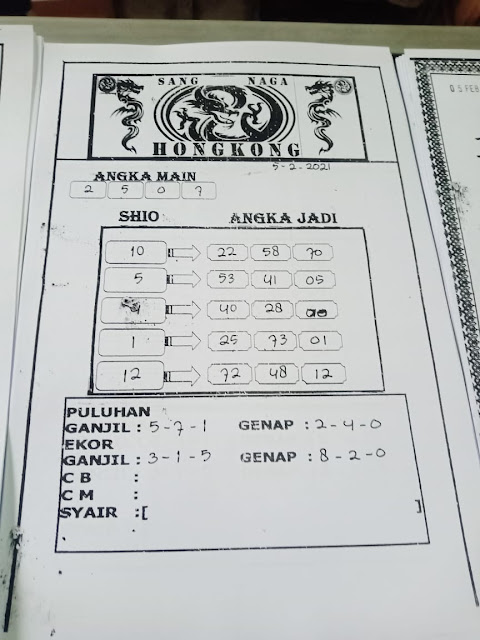 SANG NAGA
HONGKONG
5-2-2021
ANGKA MAIN
2 5 0 7
SHIO ANGKA JADI
10 22 58 70
5 53 41 05
40 28
1 25 73 01
12 72 48 12
PULUHAN
GANJIL : 5-7-1 GENAP : 2-4-0
EKOR
GANJIL : 3-1-5 GENAP : 8-2-0
C B :
C M :
SYAIR :[ ]
05 FEB